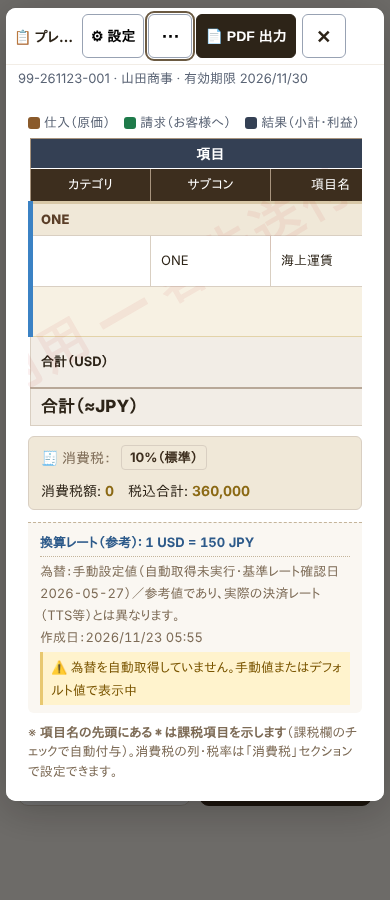 📋 プレ… ⚙ 設定 … 📄 PDF 出力 ✕
99-261123-001 · 山田商事 · 有効期限 2026/11/30
仕入（原価） 請求（お客様へ） 結果（小計・利益）
項目
カテゴリ サブコン 項目名
ONE
ONE 海上運賃
合計（USD）
合計（≈JPY）
🧾 消費税: 10%（標準）
消費税額: 0 税込合計: 360,000
換算レート（参考）: 1 USD = 150 JPY
為替：手動設定値（自動取得未実行・基準レート確認日
2026-05-27）／参考値であり、実際の決済レート
（TTS等）とは異なります。
作成日：2026/11/23 05:55
⚠️ 為替を自動取得していません。手動値またはデフォ
ルト値で表示中
※ 項目名の先頭にある * は課税項目を示します（課税欄のチ
ェックで自動付与）。消費税の列・税率は「消費税」セクション
で設定できます。